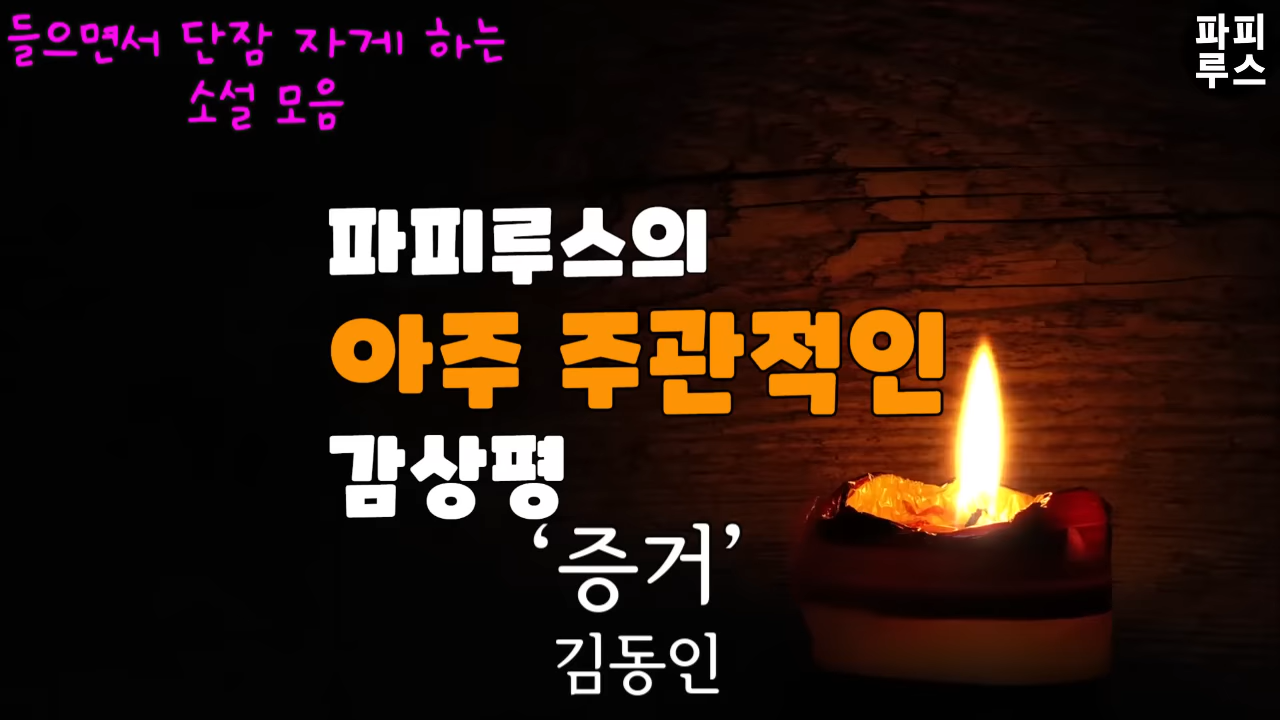 들으면서 단잠 자게 하는
소설 모음
파피
루스
파피루스의
아주 주관적인
감상평
‘증거’
김동인